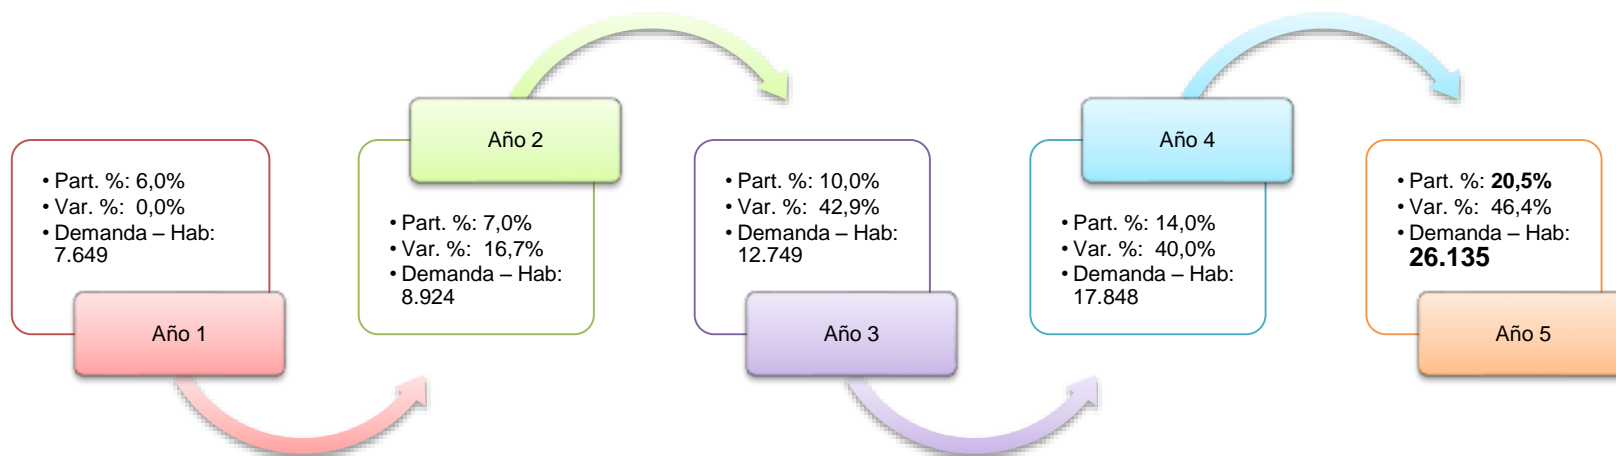 Año 1
• Part. %: 6,0%
• Var. %:  0,0%
• Demanda – Hab:
7.649
Año 2
• Part. %: 7,0%
• Var. %:  16,7%
• Demanda – Hab:
8.924
Año 3
• Part. %: 10,0%
• Var. %:  42,9%
• Demanda – Hab:
12.749
Año 4
• Part. %: 14,0%
• Var. %:  40,0%
• Demanda – Hab:
17.848
Año 5
• Part. %: 20,5%
• Var. %:  46,4%
• Demanda – Hab:
26.135